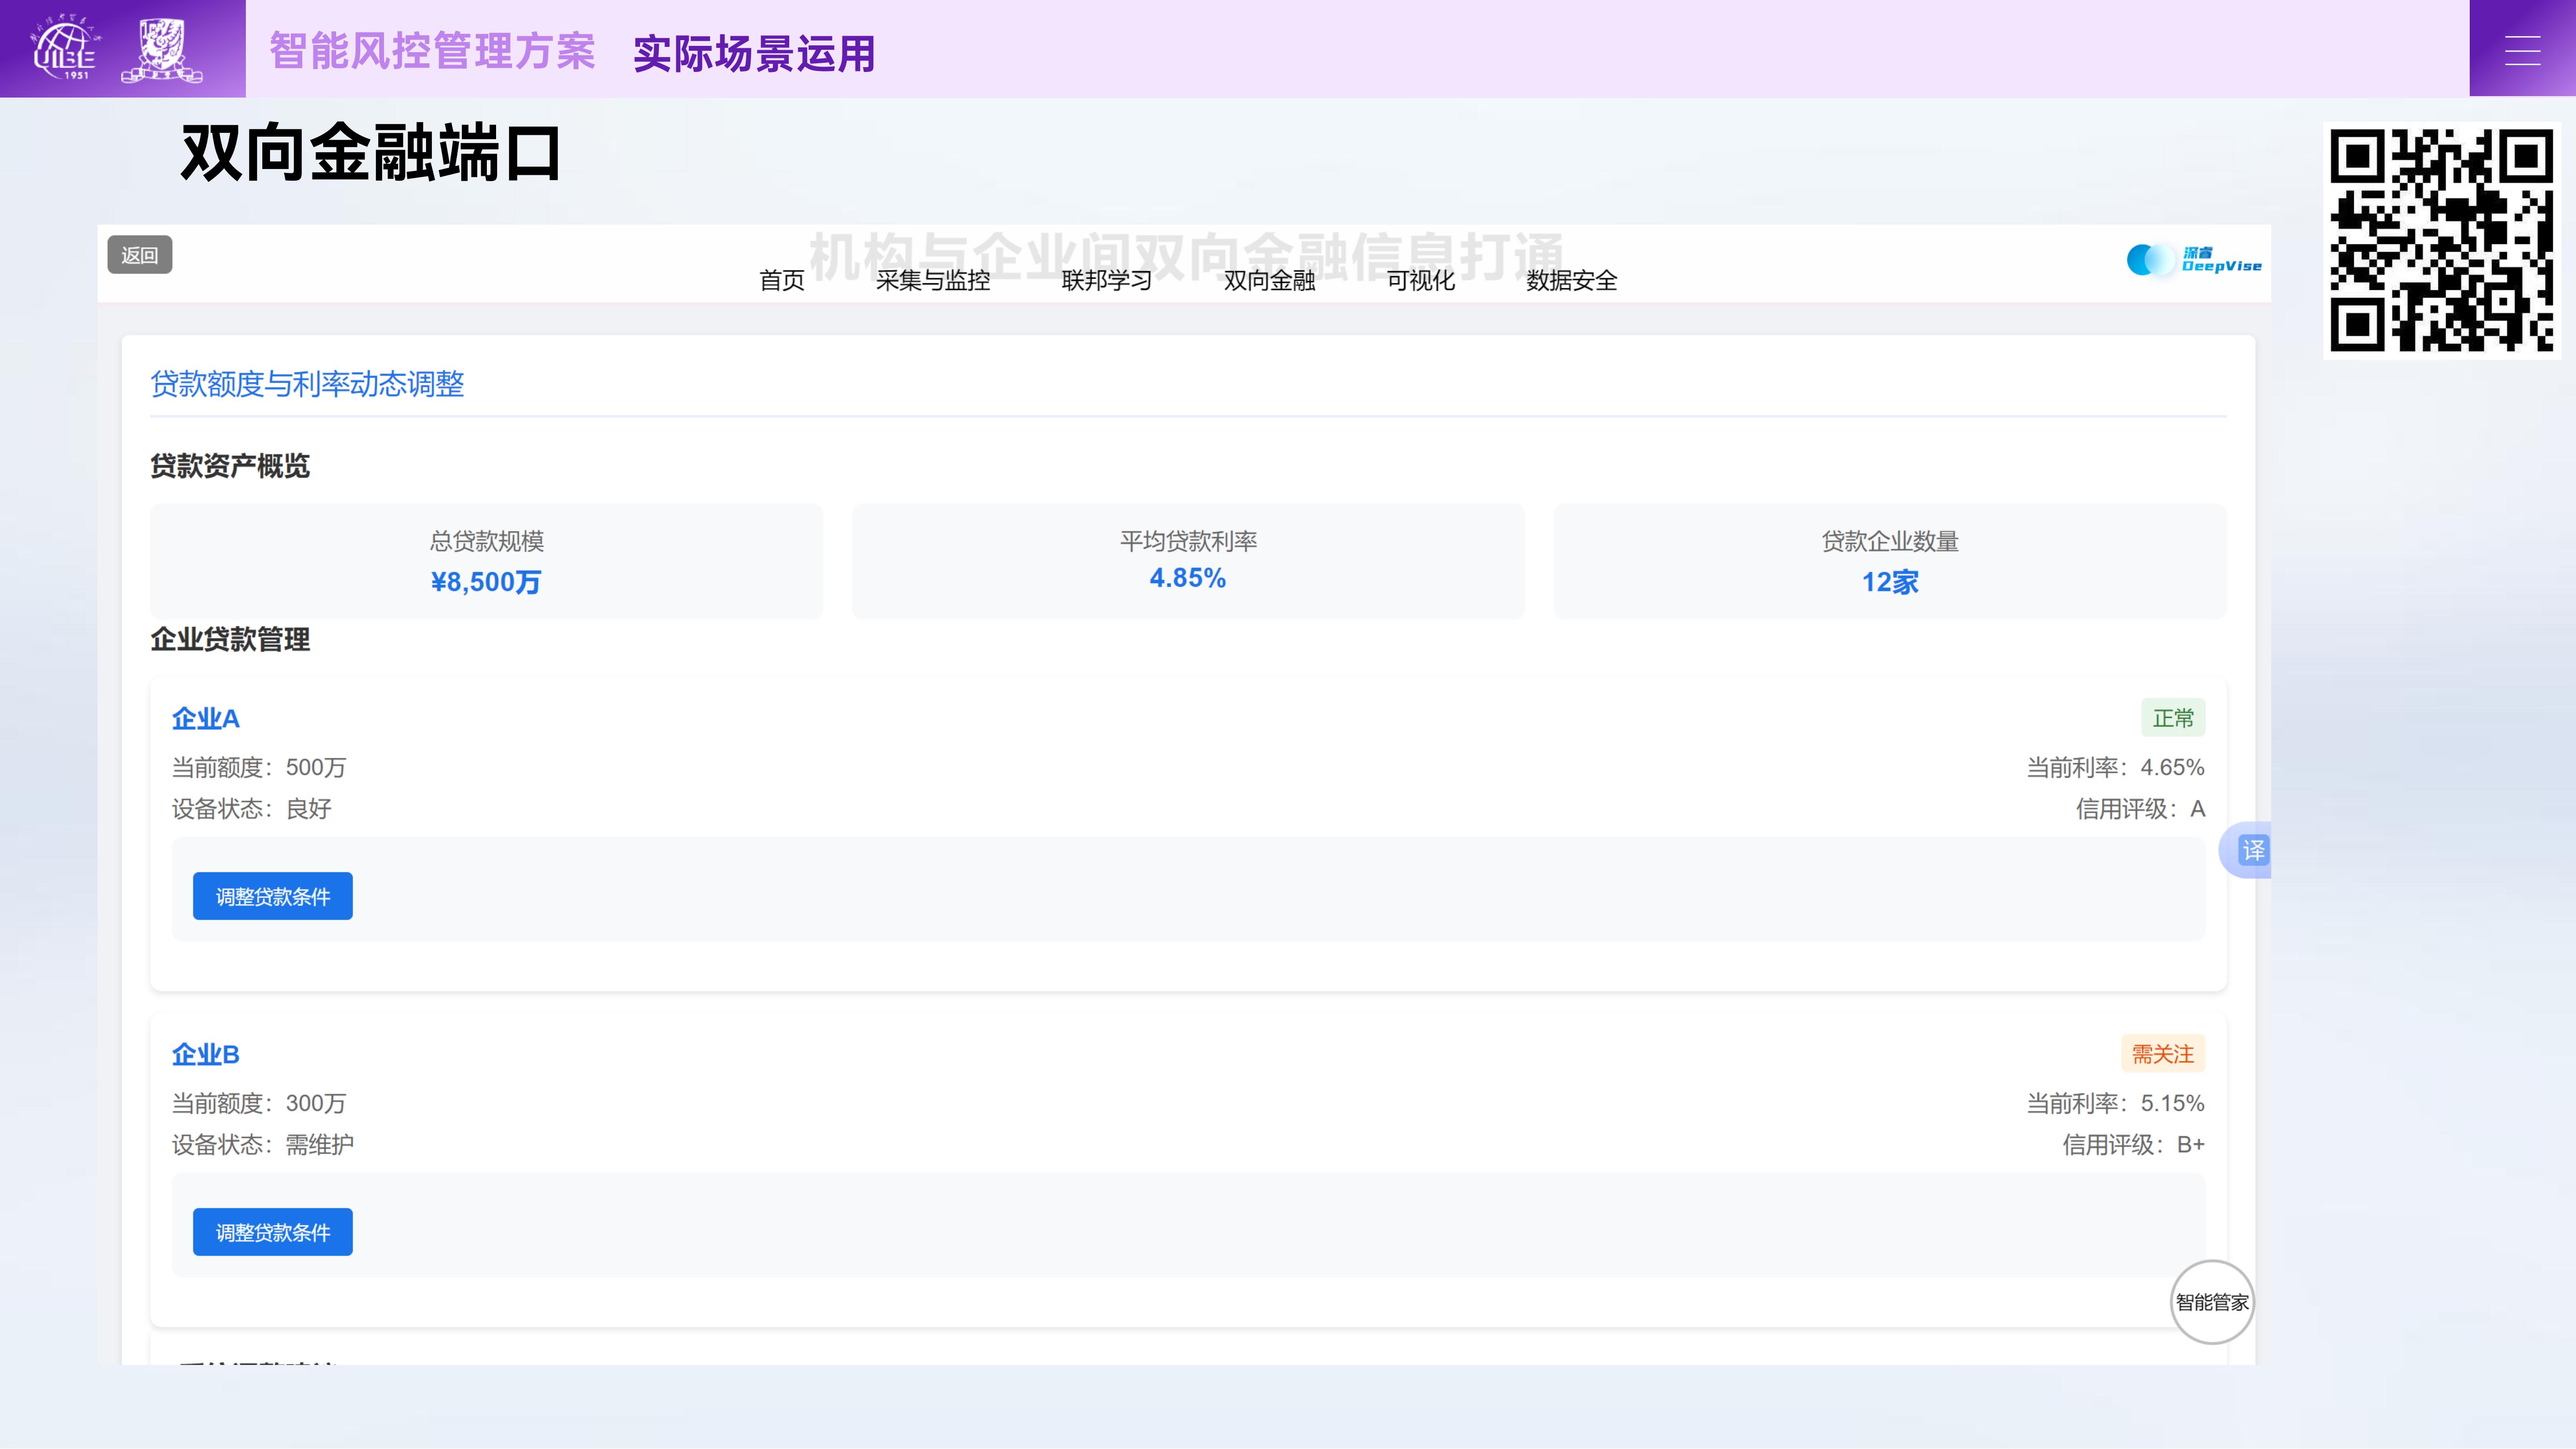 1951
智能风控管理方案 实际场景运用
双向金融端口
返回
机构与企业间双向金融信息打通
首页 采集与监控 联邦学习 双向金融 可视化 数据安全
深睿
DeepVise
贷款额度与利率动态调整
贷款资产概览
总贷款规模 平均贷款利率 贷款企业数量
¥8,500万 4.85% 12家
企业贷款管理
企业A 正常
当前额度：500万 当前利率：4.65%
设备状态：良好 信用评级：A
译
调整贷款条件
企业B 需关注
当前额度：300万 当前利率：5.15%
设备状态：需维护 信用评级：B+
调整贷款条件
智能管家